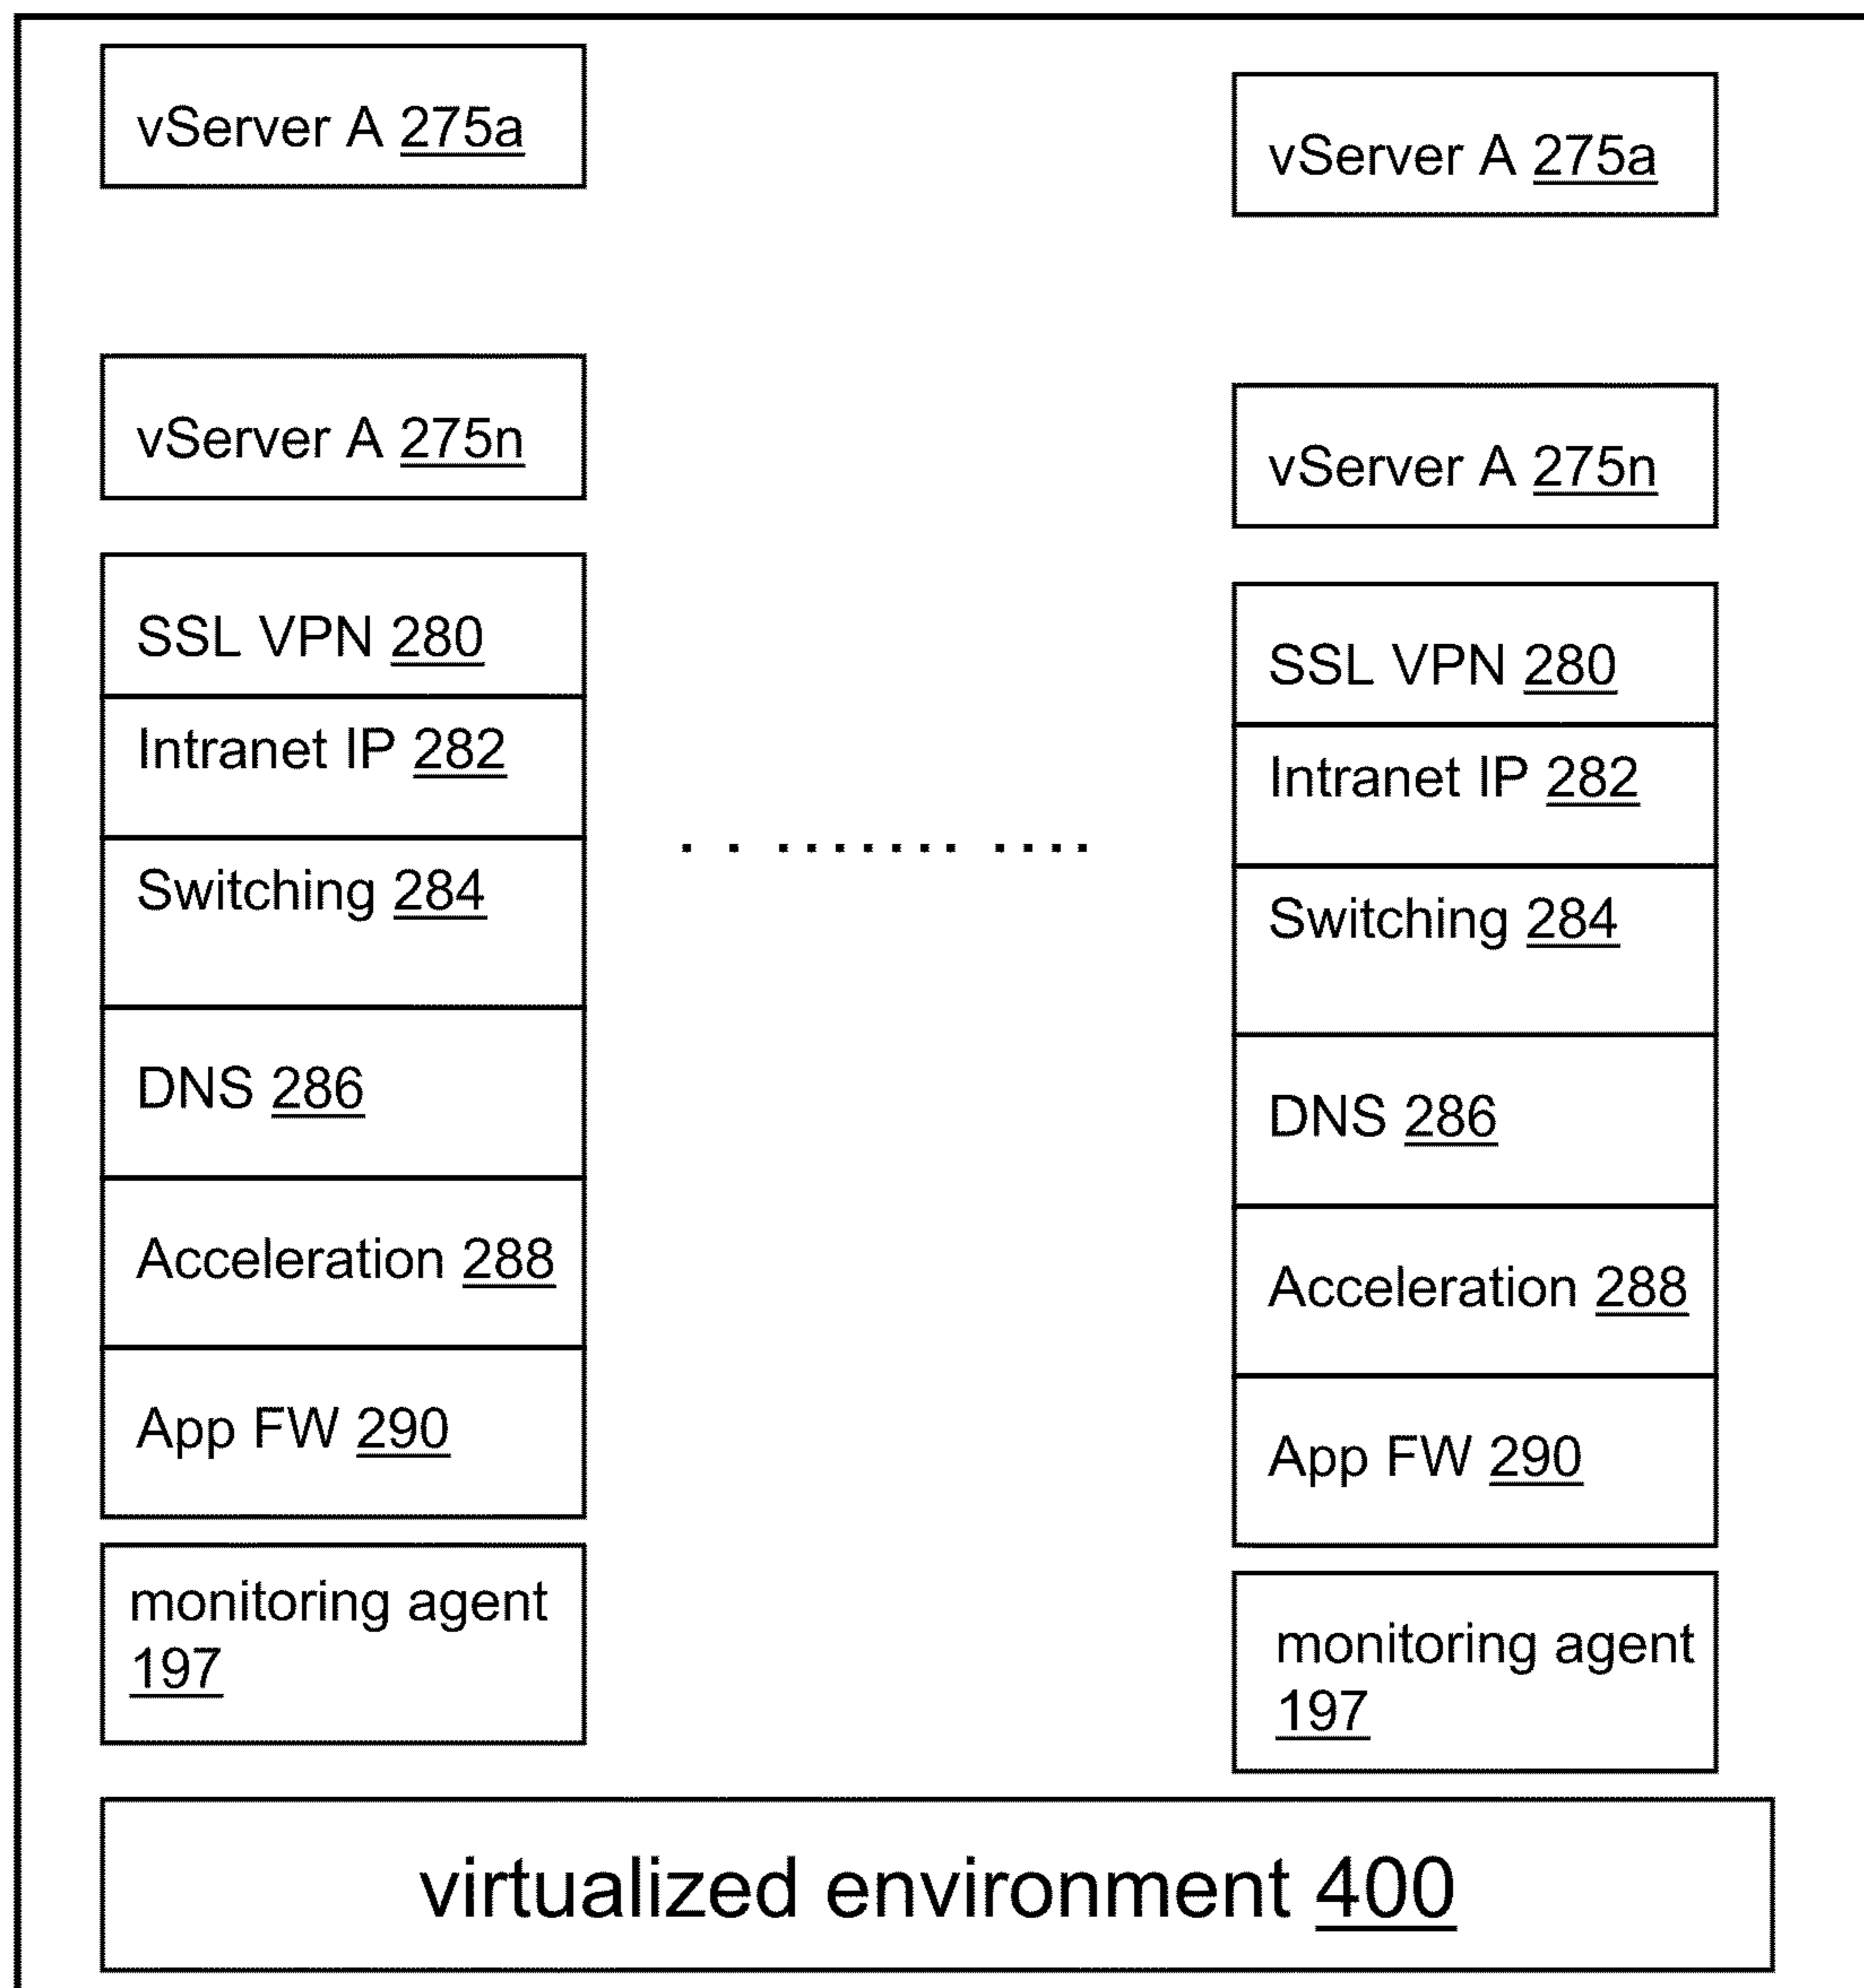 vServer A 275a
vServer A 275n
SSL VPN 280
Intranet IP 282
Switching 284
DNS 286
Acceleration 288
App FW 290
monitoring agent
197
vServer A 275a
vServer A 275n
SSL VPN 280
Intranet IP 282
Switching 284
DNS 286
Acceleration 288
App FW 290
monitoring agent
197
virtualized environment 400